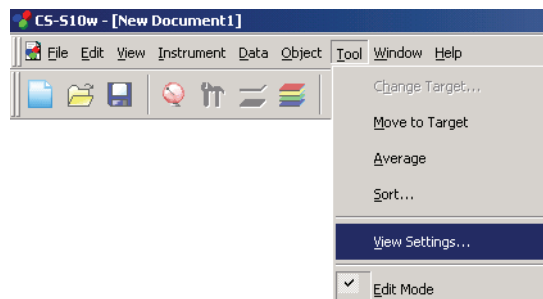 CS-S10w - [New Document1]
File Edit View Instrument Data Object Tool Window Help
Change Target...
Move to Target
Average
Sort...
View Settings...
Edit Mode